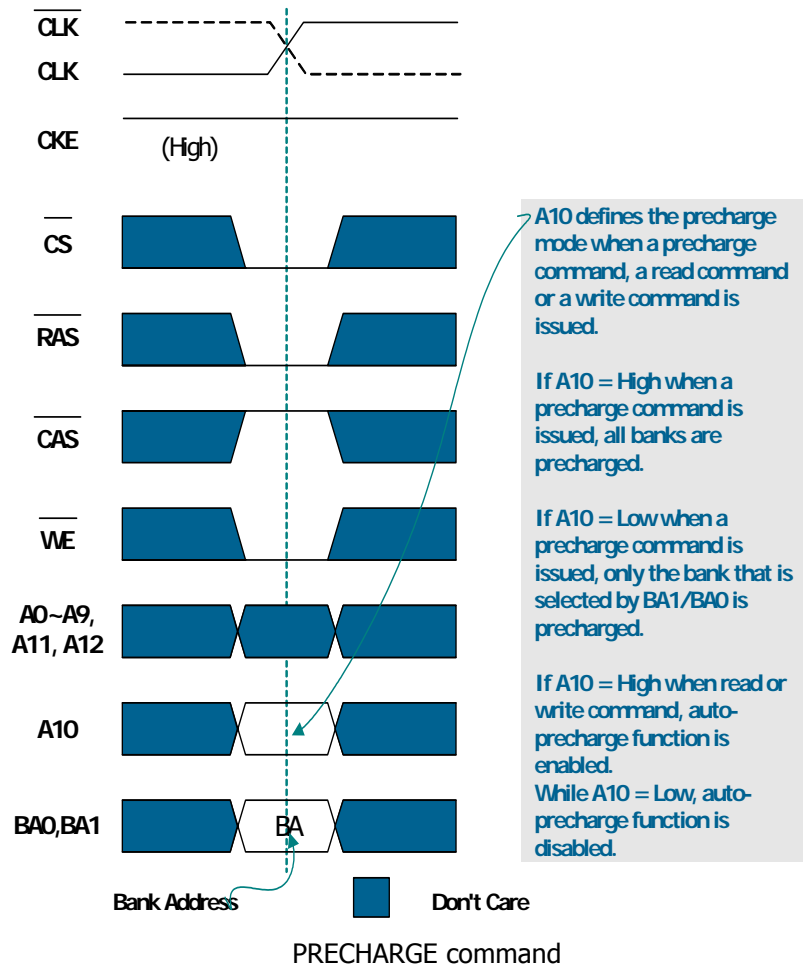 CLK
CLK
CKE
(High)
CS
RAS
CAS
WE
A0~A9,
A11, A12
A10
BA0,BA1
BA
Bank Address
Don't Care
A10 defines the precharge
mode when a precharge
command, a read command
or a write command is
issued.
If A10 = High when a
precharge command is
issued, all banks are
precharged.
If A10 = Low when a
precharge command is
issued, only the bank that is
selected by BA1/BA0 is
precharged.
If A10 = High when read or
write command, auto-
precharge function is
enabled.
While A10 = Low, auto-
precharge function is
disabled.
PRECHARGE command